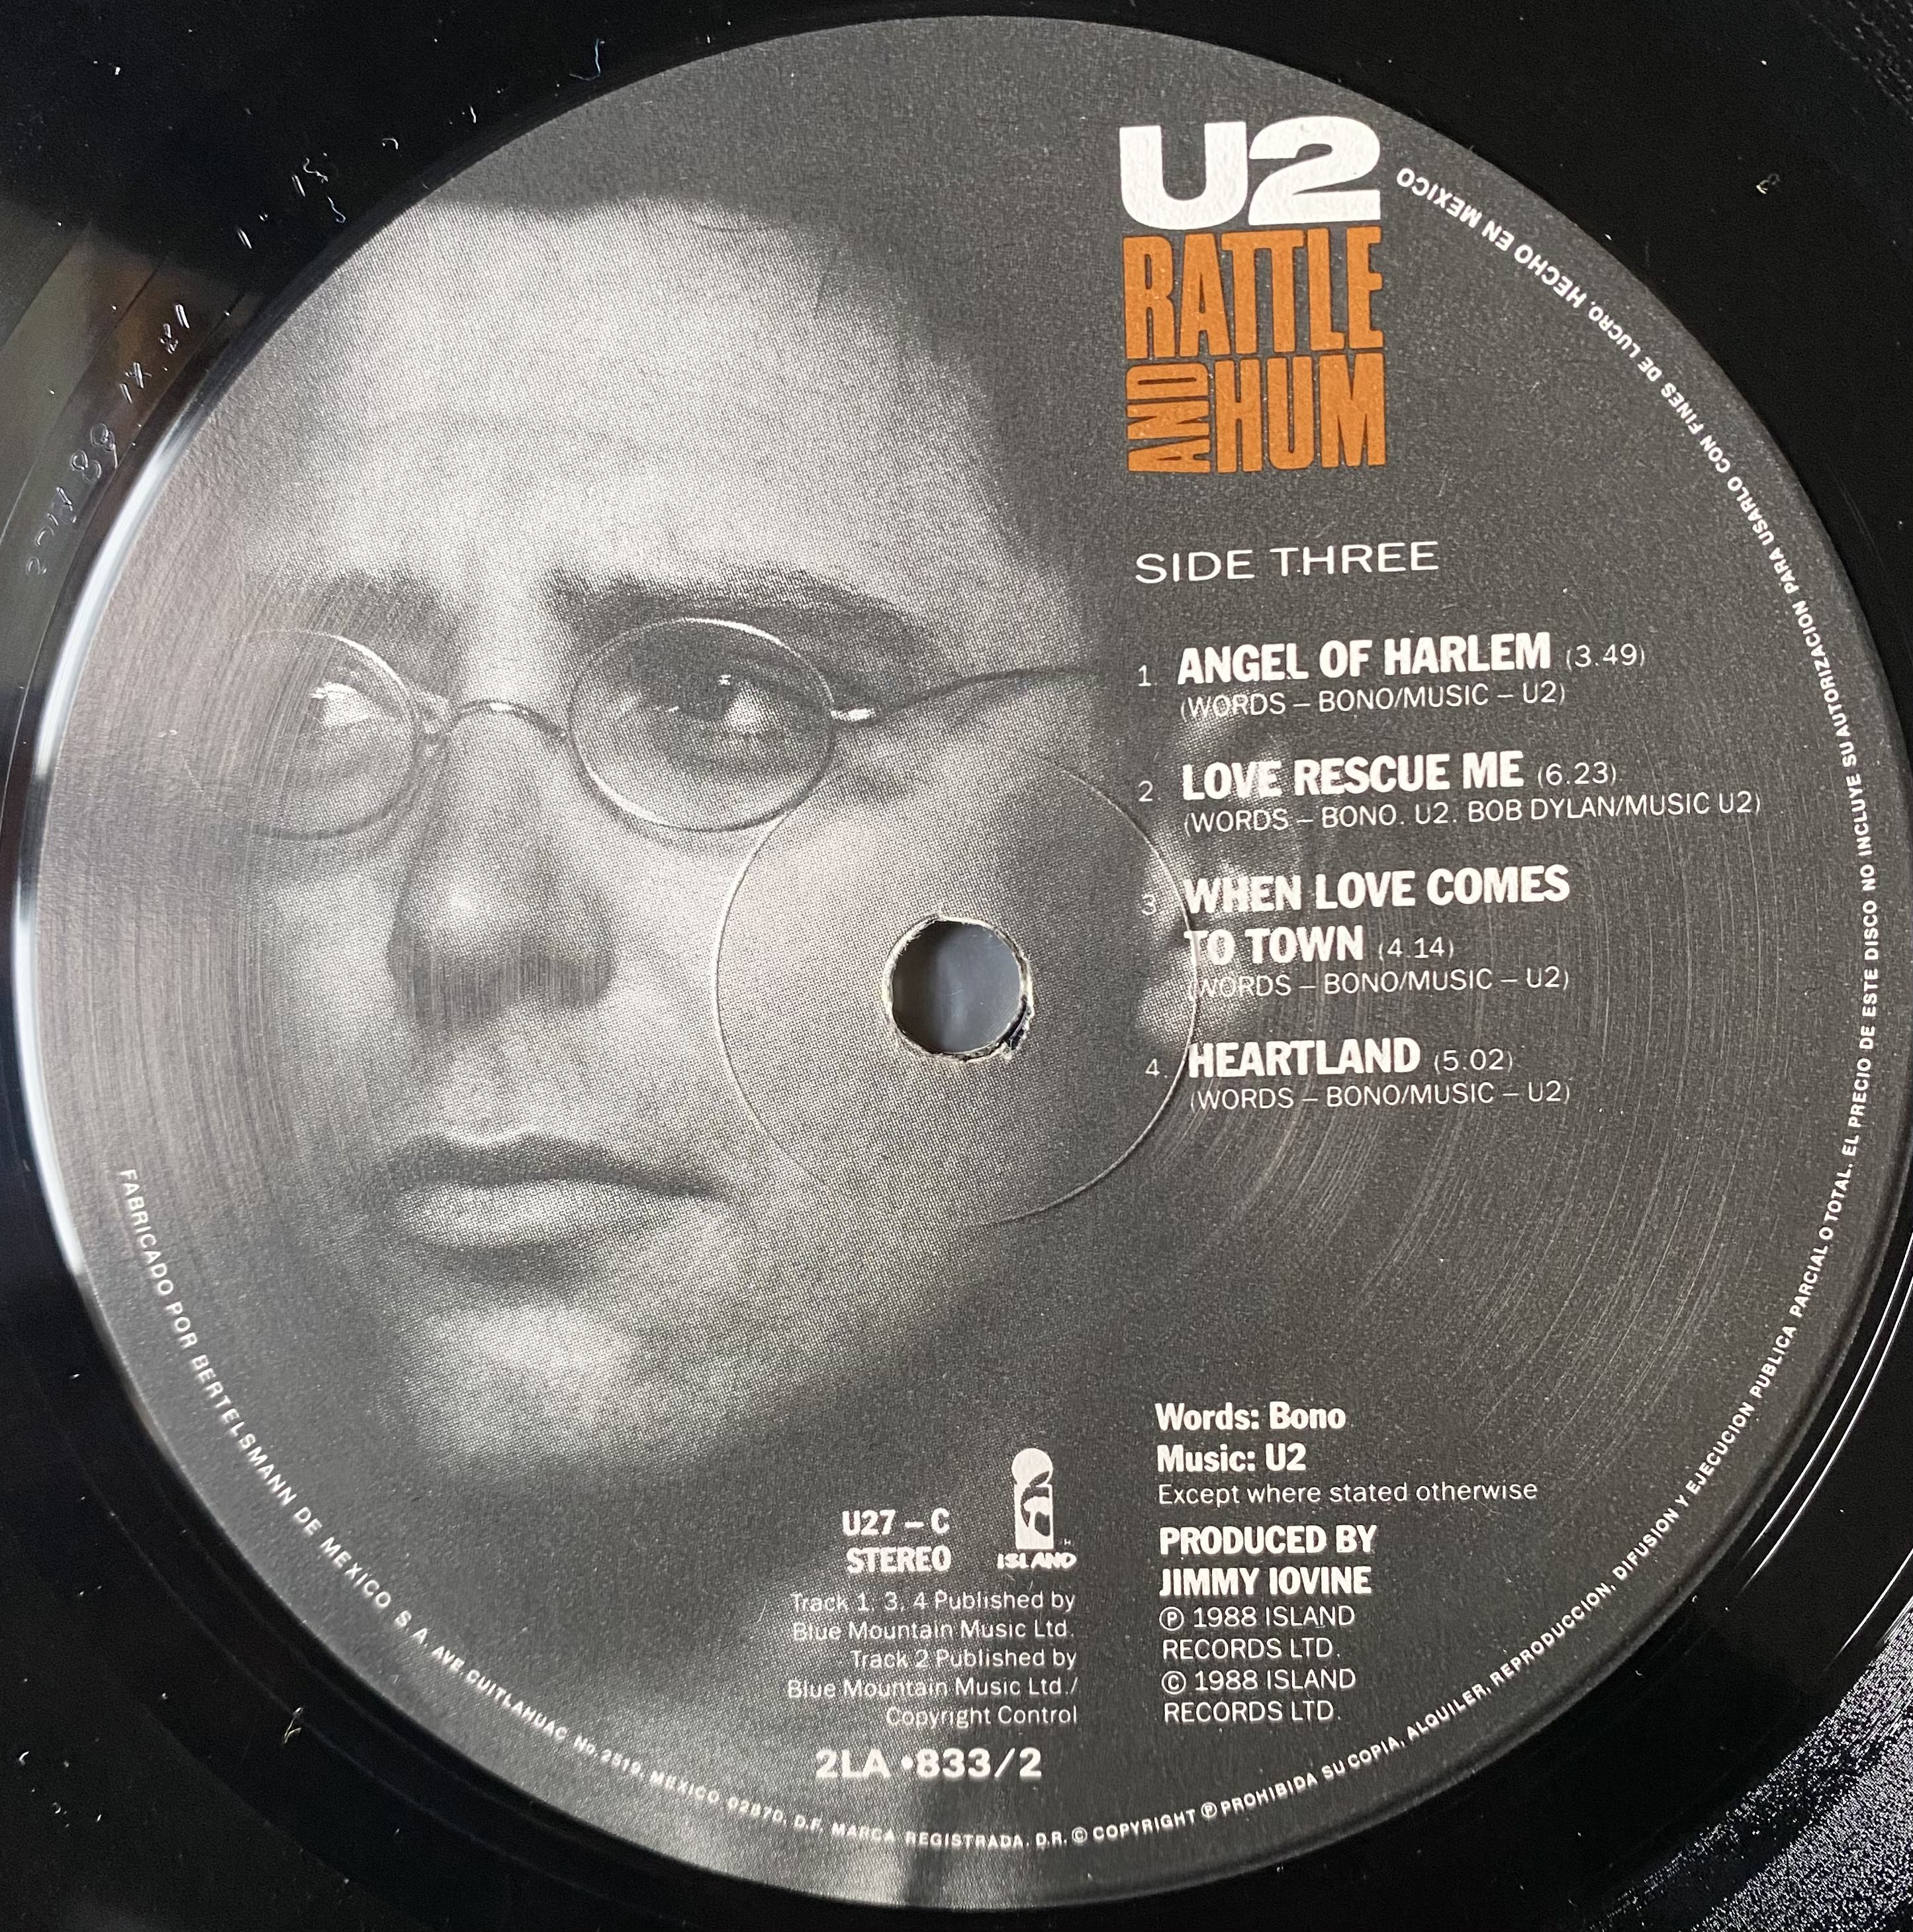 U2
RATTLE
AND HUM
SIDE THREE
1. ANGEL OF HARLEM (3.49)
(WORDS – BONO/MUSIC – U2)
2. LOVE RESCUE ME (6.23)
(WORDS – BONO. U2. BOB DYLAN/MUSIC U2)
3. WHEN LOVE COMES
TO TOWN (4.14)
(WORDS – BONO/MUSIC – U2)
4. HEARTLAND (5.02)
(WORDS – BONO/MUSIC – U2)
Words: Bono
Music: U2
Except where stated otherwise
PRODUCED BY
JIMMY IOVINE
Ⓟ 1988 ISLAND
RECORDS LTD.
© 1988 ISLAND
RECORDS LTD.
U27 – C
STEREO
ISLAND
Track 1, 3, 4 Published by
Blue Mountain Music Ltd.
Track 2 Published by
Blue Mountain Music Ltd./
Copyright Control
2LA •833/2
FABRICADO POR BERTELSMANN DE MEXICO S. A. AVE CUITLAHUAC No. 2519, MEXICO 02870, D.F. MARCA REGISTRADA. D.R. © COPYRIGHT Ⓟ PROHIBIDA SU COPIA, ALQUILER, REPRODUCCION, DIFUSION Y EJECUCION PUBLICA PARCIAL O TOTAL. EL PRECIO DE ESTE DISCO NO INCLUYE SU AUTORIZACION PARA USARLO CON FINES DE LUCRO. HECHO EN MEXICO